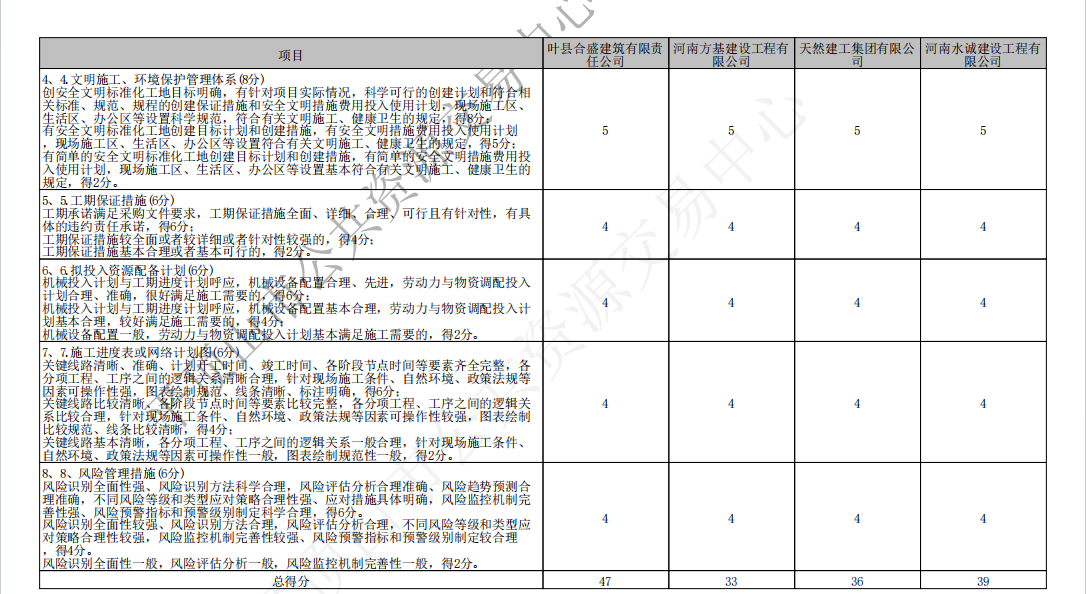 项目
叶县合盛建筑有限责
任公司
河南方基建设工程有
限公司
天然建工集团有限公
司
河南水诚建设工程有
限公司
4、4.文明施工、环境保护管理体系(8分)
创安全文明标准化工地目标明确，有针对项目实际情况，科学可行的创建计划和符合相
关标准、规范、规程的创建保证措施和安全文明措施费用投入使用计划，现场施工区、
生活区、办公区等设置科学规范，符合有关文明施工、健康卫生的规定，得8分；
有安全文明标准化工地创建目标计划和创建措施，有安全文明措施费用投入使用计划
，现场施工区、生活区、办公区等设置符合有关文明施工、健康卫生的规定，得5分；
有简单的安全文明标准化工地创建目标计划和创建措施，有简单的安全文明措施费用投
入使用计划，现场施工区、生活区、办公区等设置基本符合有关文明施工、健康卫生的
规定，得2分。
5 5 5 5
5、5.工期保证措施(6分)
工期承诺满足采购文件要求，工期保证措施全面、详细、合理、可行且有针对性，有具
体的违约责任承诺，得6分；
工期保证措施较全面或者较详细或者针对性较强的，得4分；
工期保证措施基本合理或者基本可行的，得2分。
4 4 4 4
6、6.拟投入资源配备计划(6分)
机械投入计划与工期进度计划呼应，机械设备配置合理、先进，劳动力与物资调配投入
计划合理、准确，很好满足施工需要的，得6分；
机械投入计划与工期进度计划呼应，机械设备配置基本合理，劳动力与物资调配投入计
划基本合理，较好满足施工需要的，得4分；
机械设备配置一般，劳动力与物资调配投入计划基本满足施工需要的，得2分。
4 4 4 4
7、7.施工进度表或网络计划图(6分)
关键线路清晰、准确、计划开工时间、竣工时间、各阶段节点时间等要素齐全完整，各
分项工程、工序之间的逻辑关系清晰合理，针对现场施工条件、自然环境、政策法规等
因素可操作性强，图表绘制规范、线条清晰、标注明确，得6分；
关键线路比较清晰、各阶段节点时间等要素比较完整，各分项工程、工序之间的逻辑关
系比较合理，针对现场施工条件、自然环境、政策法规等因素可操作性较强，图表绘制
比较规范、线条比较清晰，得4分；
关键线路基本清晰，各分项工程、工序之间的逻辑关系一般合理，针对现场施工条件、
自然环境、政策法规等因素可操作性一般，图表绘制规范性一般，得2分。
4 4 4 4
8、8、风险管理措施(6分)
风险识别全面性强、风险识别方法科学合理，风险评估分析合理准确、风险趋势预测合
理准确，不同风险等级和类型应对策略合理性强、应对措施具体明确，风险监控机制完
善性强、风险预警指标和预警级别制定科学合理，得6分。
风险识别全面性较强、风险识别方法合理，风险评估分析合理，不同风险等级和类型应
对策略合理性较强，风险监控机制完善性较强、风险预警指标和预警级别制定较合理
，得4分。
风险识别全面性一般，风险评估分析一般，风险监控机制完善性一般，得2分。
4 4 4 4
总得分 47 33 36 39